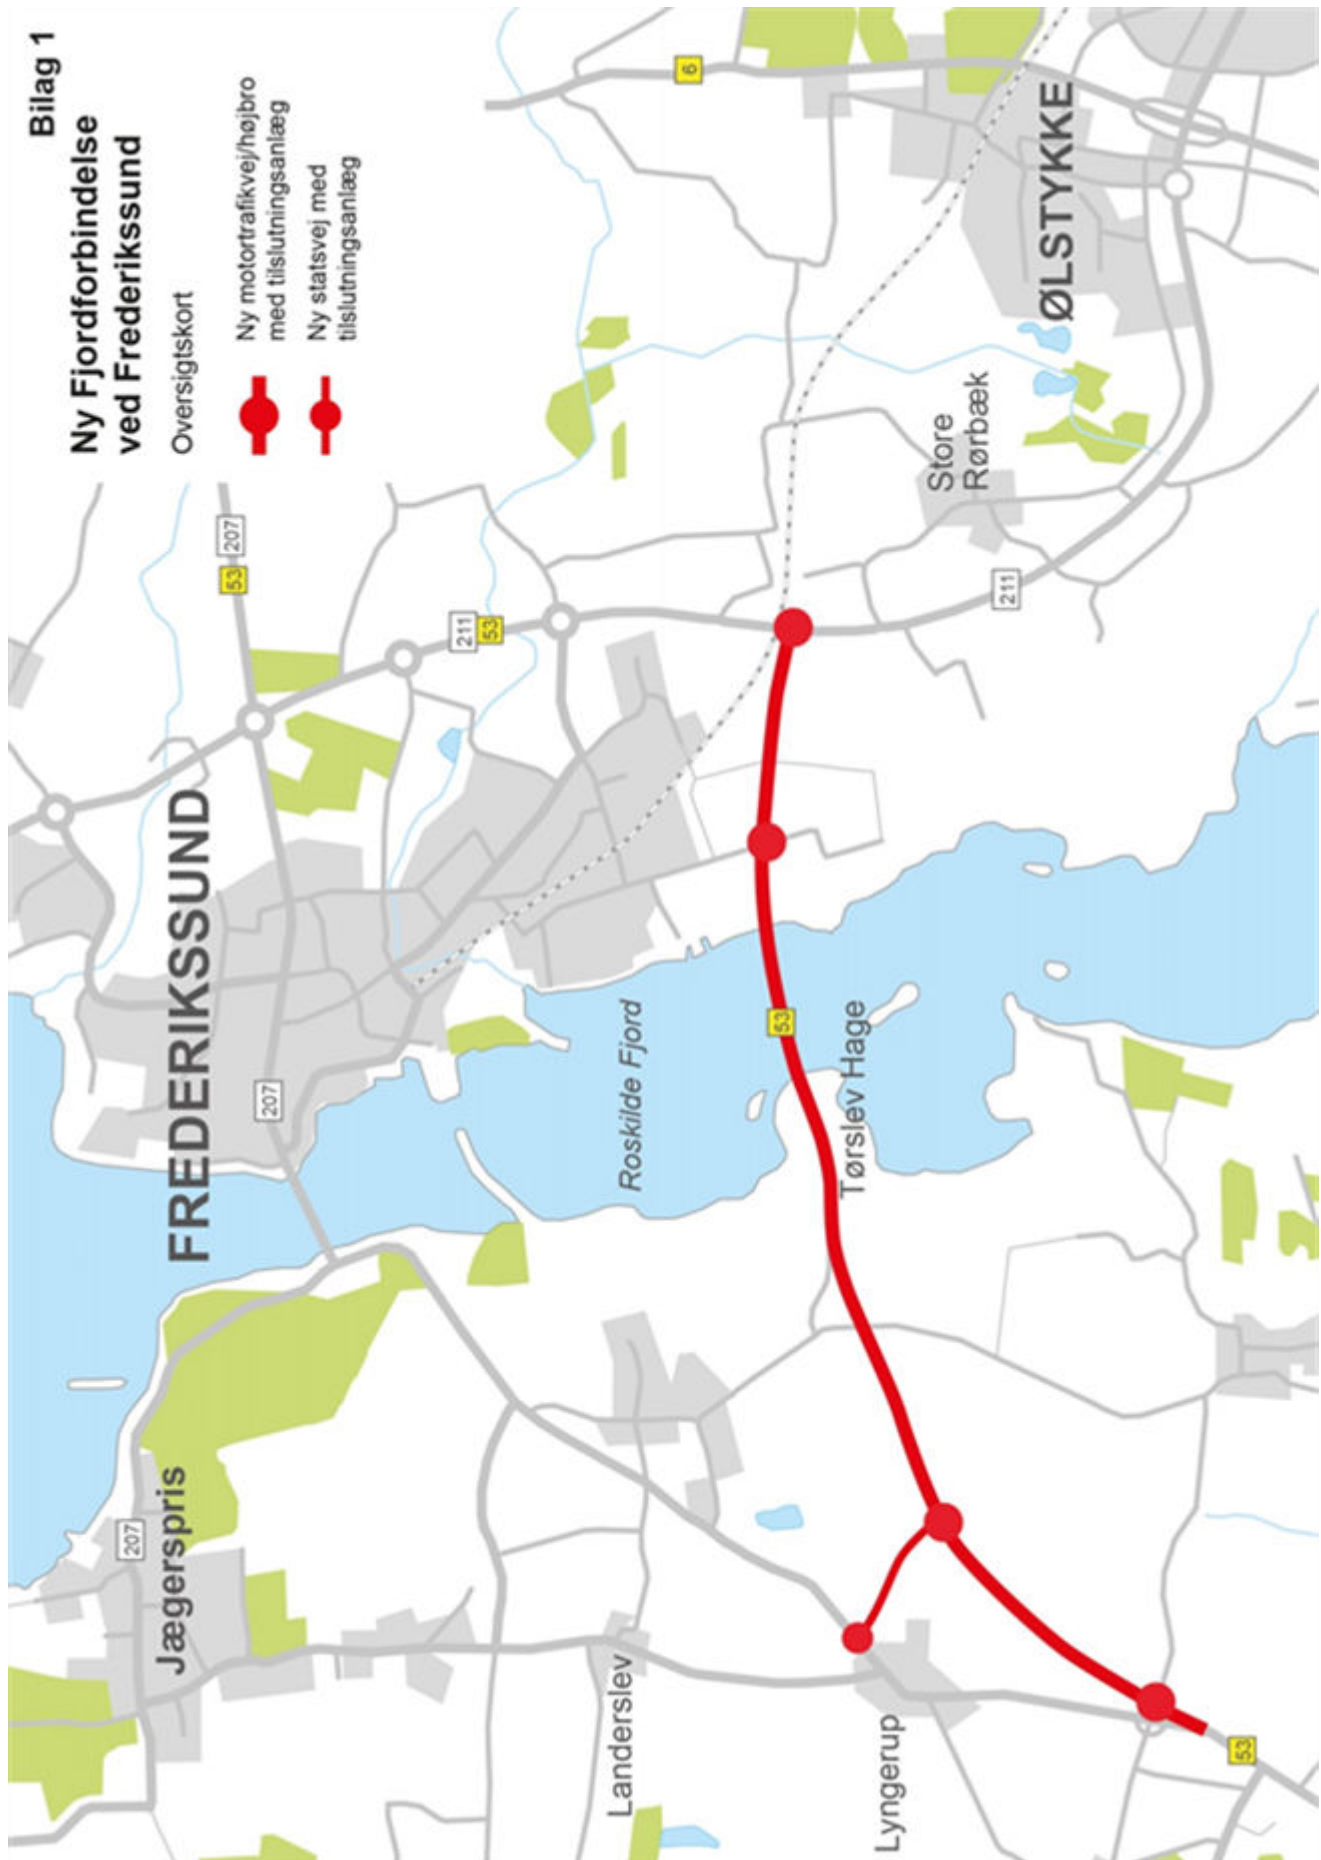 Bilag 1
Ny Fjordforbindelse
ved Frederikssund
Oversigtskort
Ny motortrafikvej/højbro
med tilslutningsanlæg
Ny statsvej med
tilslutningsanlæg
Jægerspris
207
FREDERIKSSUND
207
53
207
211
53
6
Roskilde Fjord
Landerslev
Lyngerup
53
Tørslev Hage
53
Store
Rørbæk
211
ØLSTYKKE